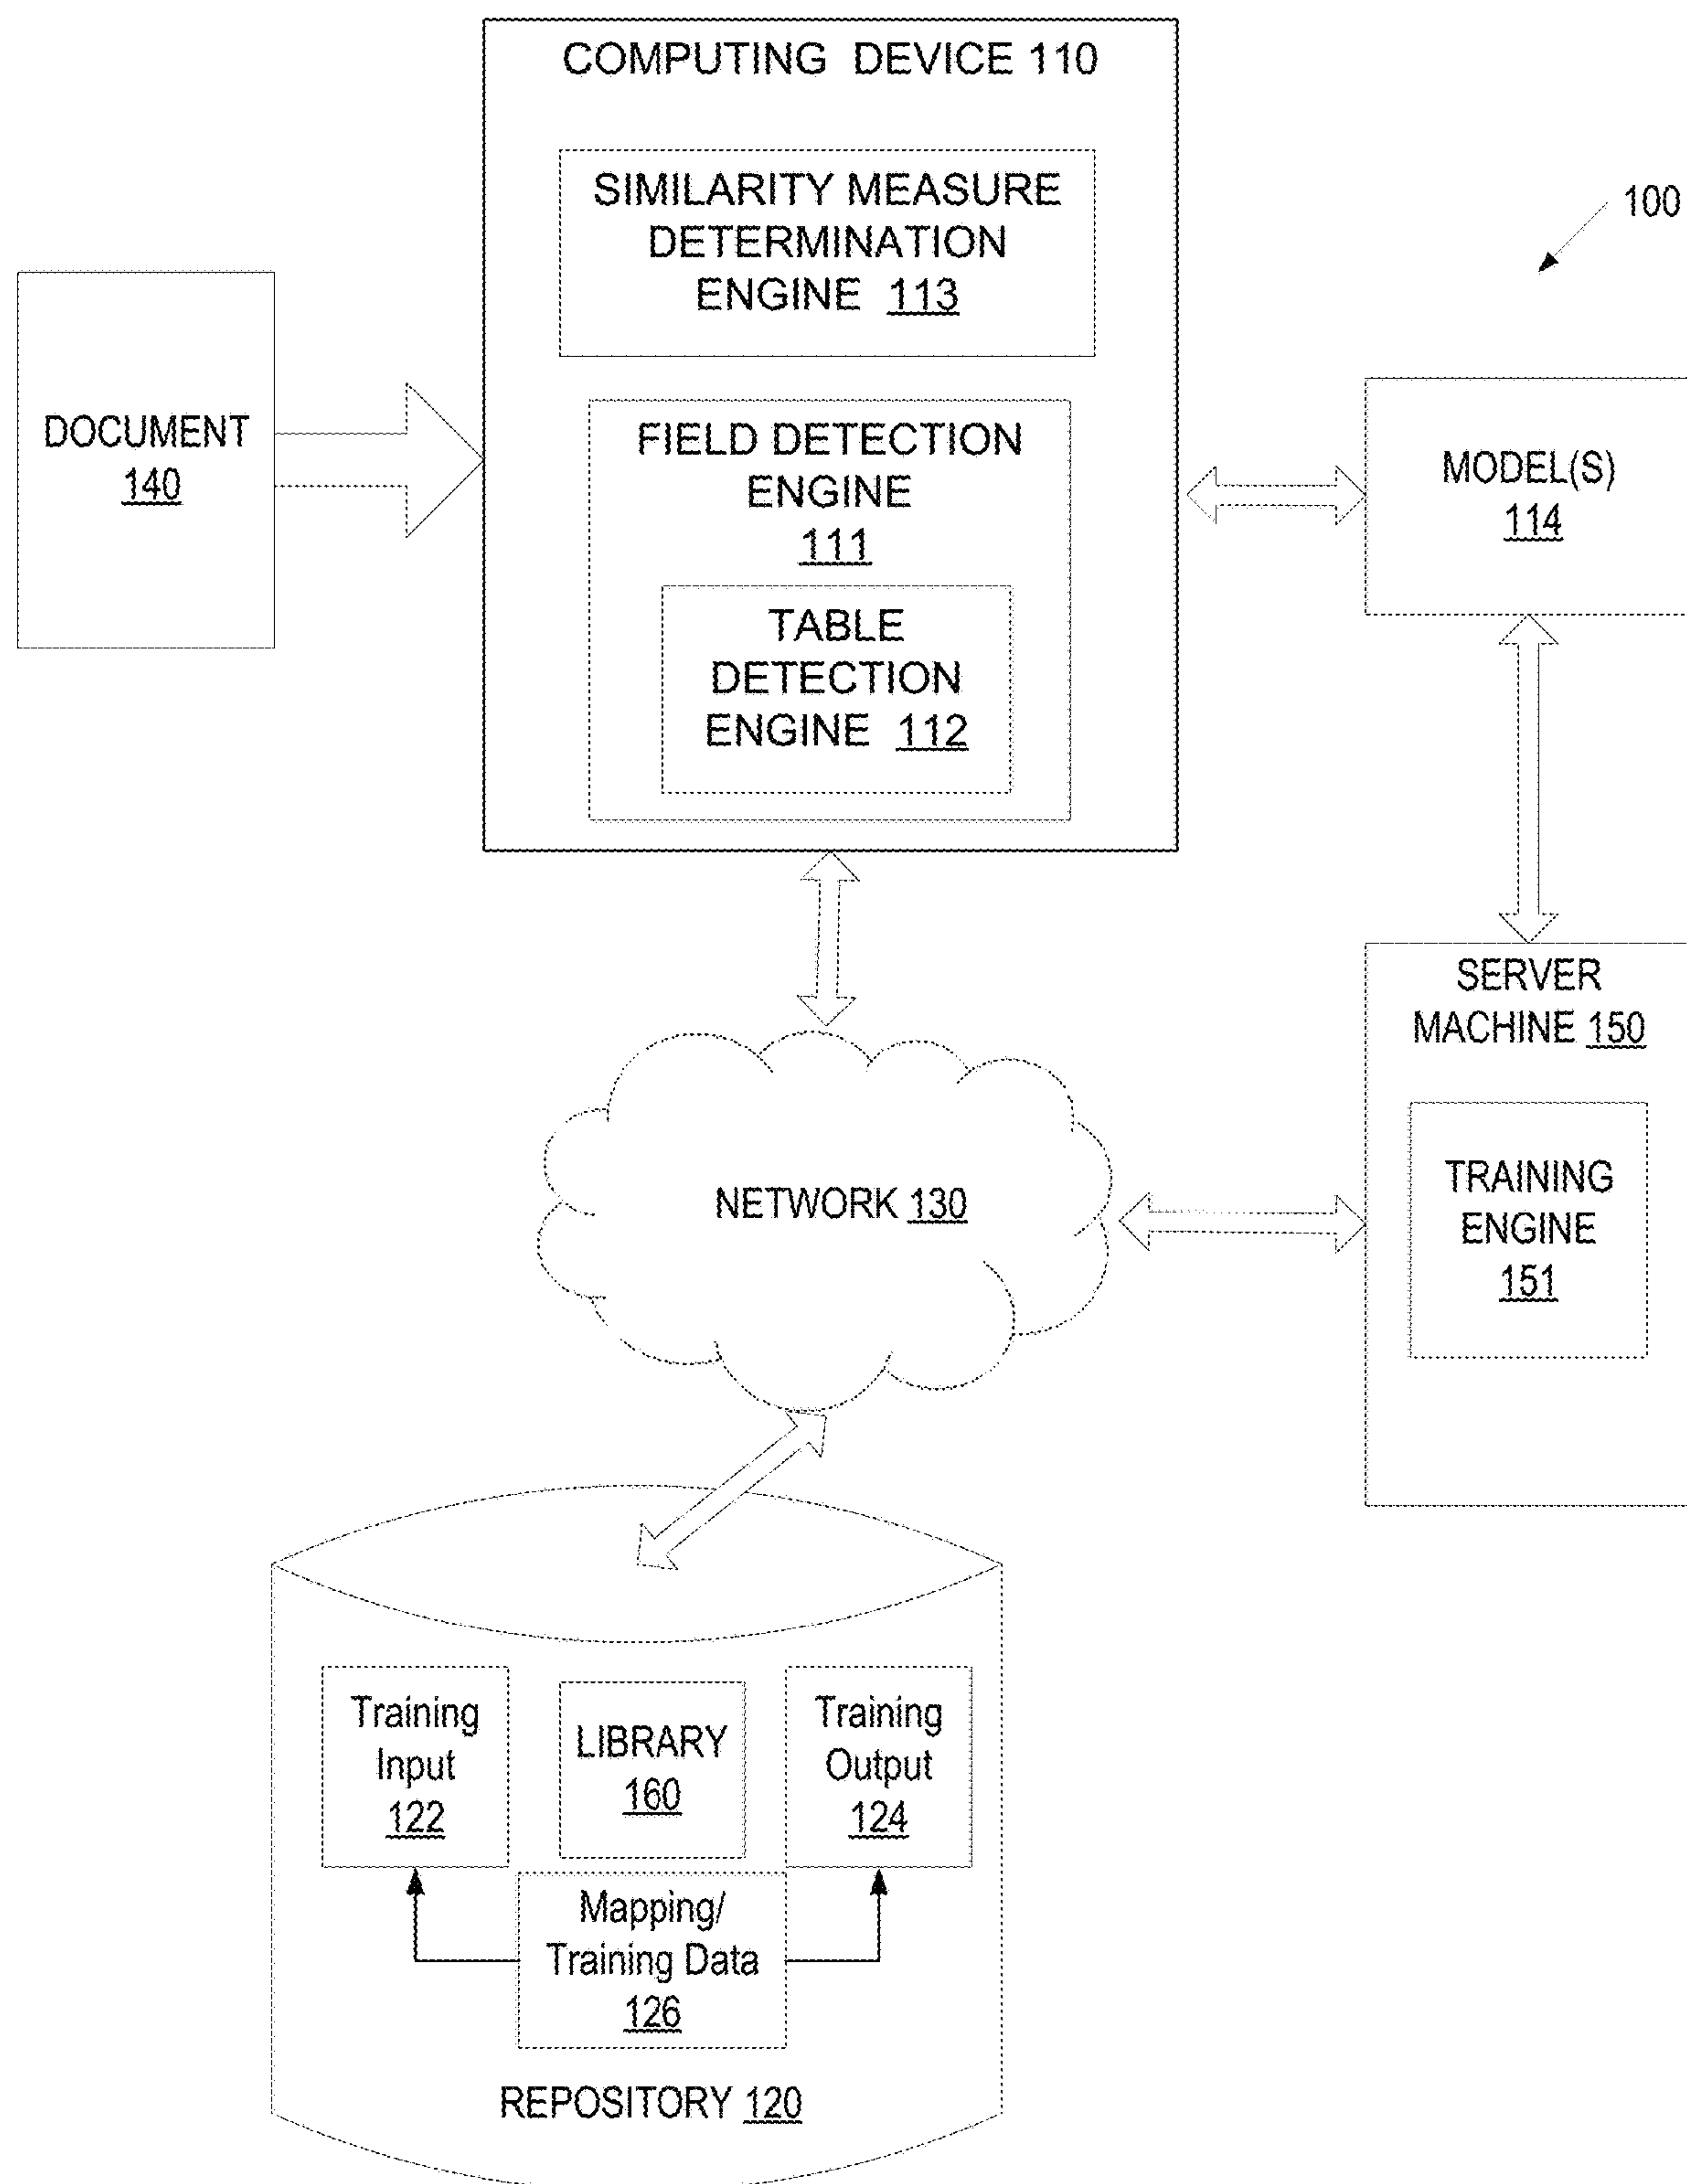 COMPUTING DEVICE 110
SIMILARITY MEASURE
DETERMINATION
ENGINE 113
100
DOCUMENT
140
FIELD DETECTION
ENGINE
111
TABLE
DETECTION
ENGINE 112
MODEL(S)
114
SERVER
MACHINE 150
TRAINING
ENGINE
151
NETWORK 130
Training
Input
122
LIBRARY
160
Training
Output
124
Mapping/
Training Data
126
REPOSITORY 120